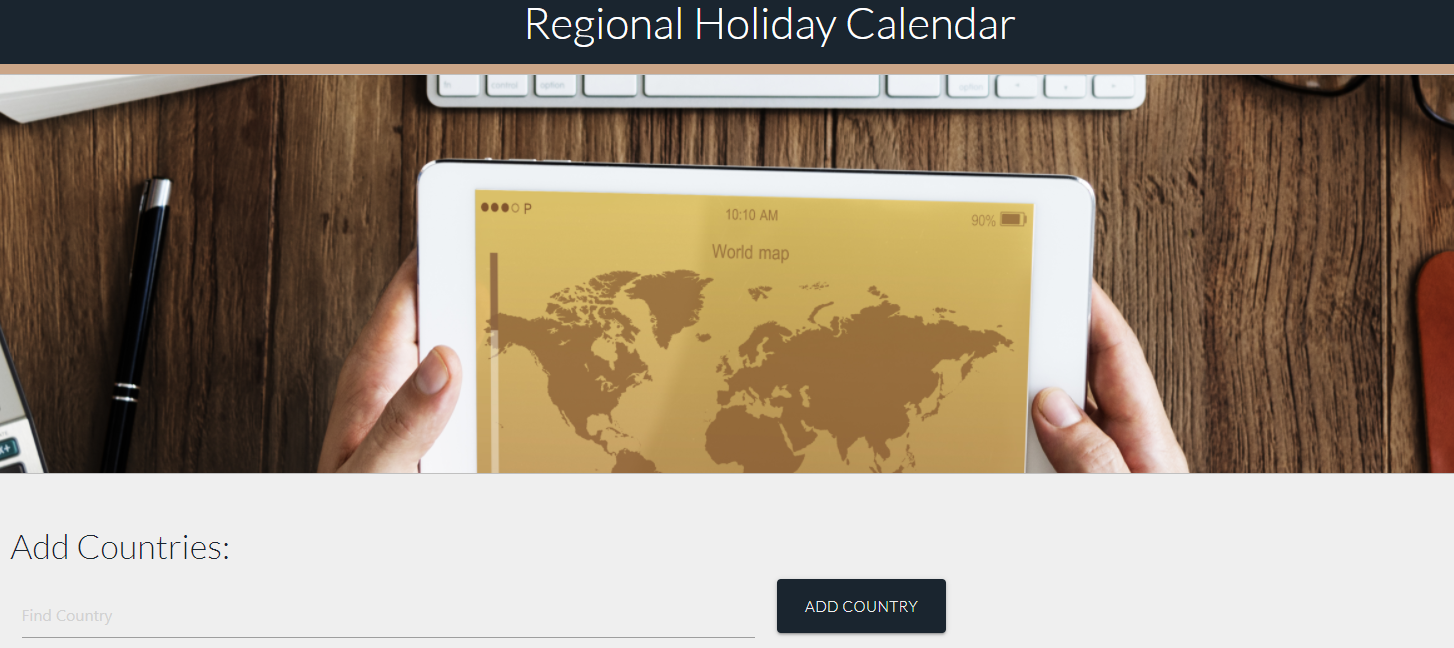 Regional Holiday Calendar
fn control option option
P 10:10 AM 90%
World map
Add Countries:
Find Country
ADD COUNTRY